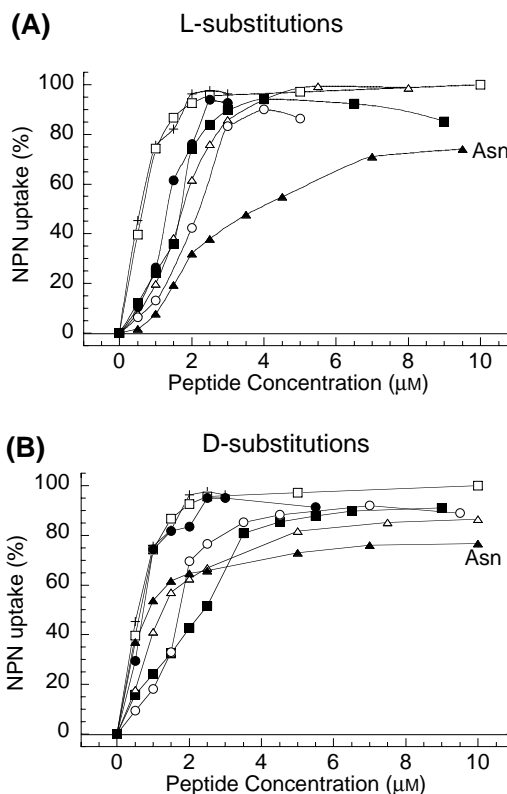 (A) L-substitutions
100
80
60
40
20
0
NPN uptake (%)
Asn
0 2 4 6 8 10
Peptide Concentration (μM)
(B) D-substitutions
100
80
60
40
20
0
NPN uptake (%)
Asn
0 2 4 6 8 10
Peptide Concentration (μM)